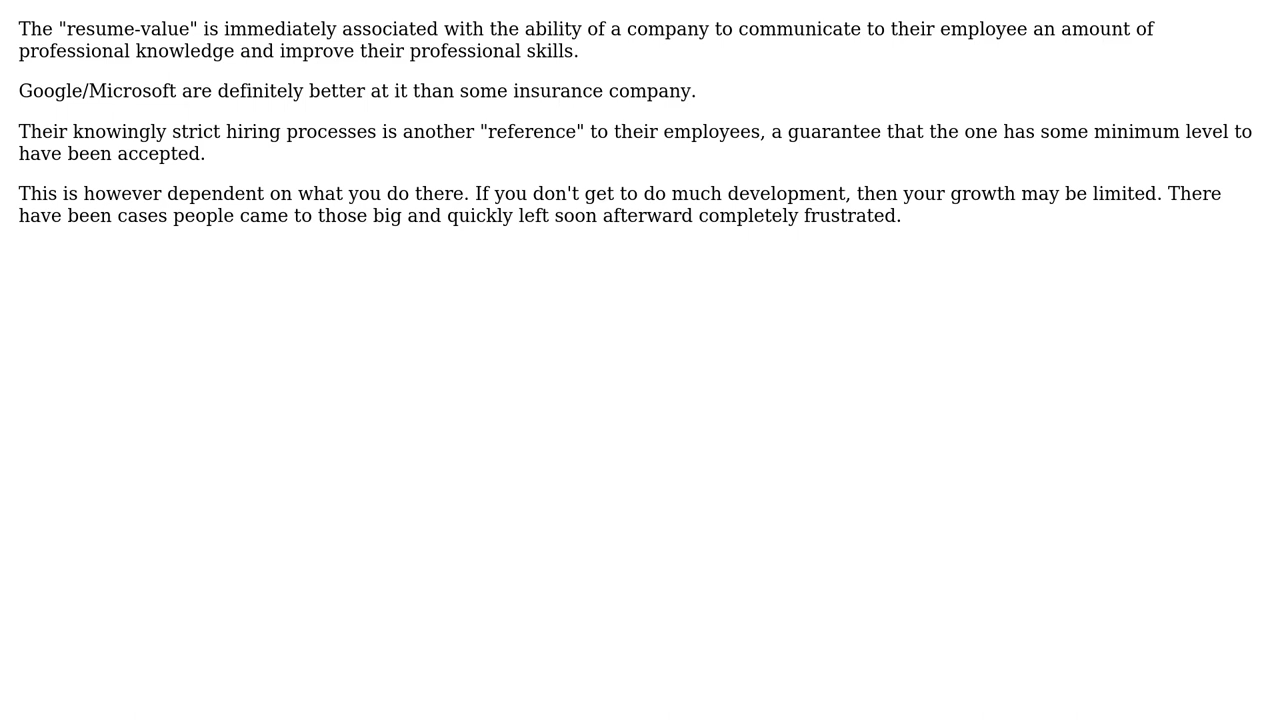 The "resume-value" is immediately associated with the ability of a company to communicate to their employee an amount of
professional knowledge and improve their professional skills.
Google/Microsoft are definitely better at it than some insurance company.
Their knowingly strict hiring processes is another "reference" to their employees, a guarantee that the one has some minimum level to
have been accepted.
This is however dependent on what you do there. If you don't get to do much development, then your growth may be limited. There
have been cases people came to those big and quickly left soon afterward completely frustrated.